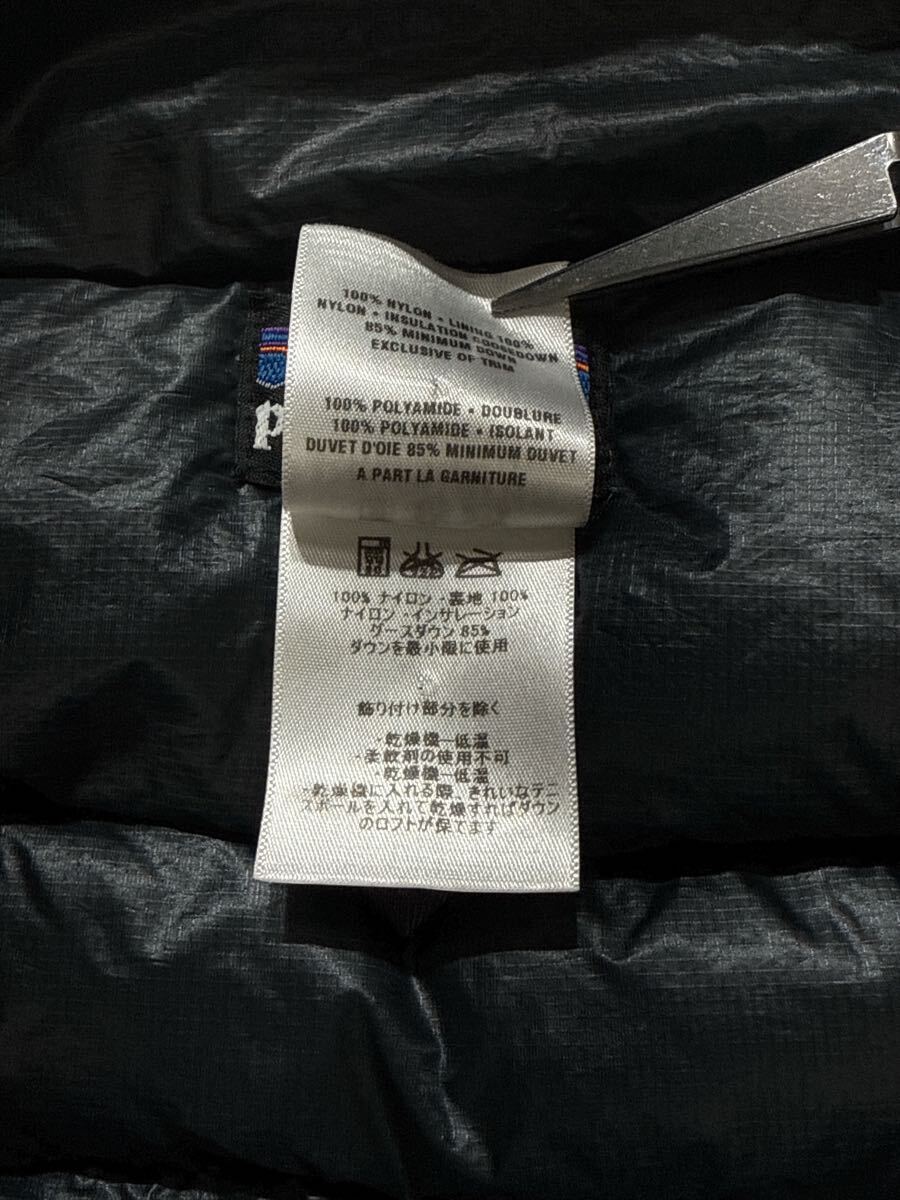 100% NYLON • LINING 100%
NYLON • INSULATION GOOSEDOWN
85% MINIMUM DOWN
EXCLUSIVE OF TRIM
100% POLYAMIDE • DOUBLURE
100% POLYAMIDE • ISOLANT
DUVET D'OIE 85% MINIMUM DUVET
A PART LA GARNITURE
100% ナイロン・裏地 100%
ナイロン・インサレーション
グースダウン 85%
ダウンを最小限に使用
飾り付け部分を除く
・乾燥機—低温
・柔軟剤の使用不可
・乾燥機—低温
・乾燥機に入れる際、きれいなテニ
スボールを入れて乾燥すればダウン
のロフトが保てます